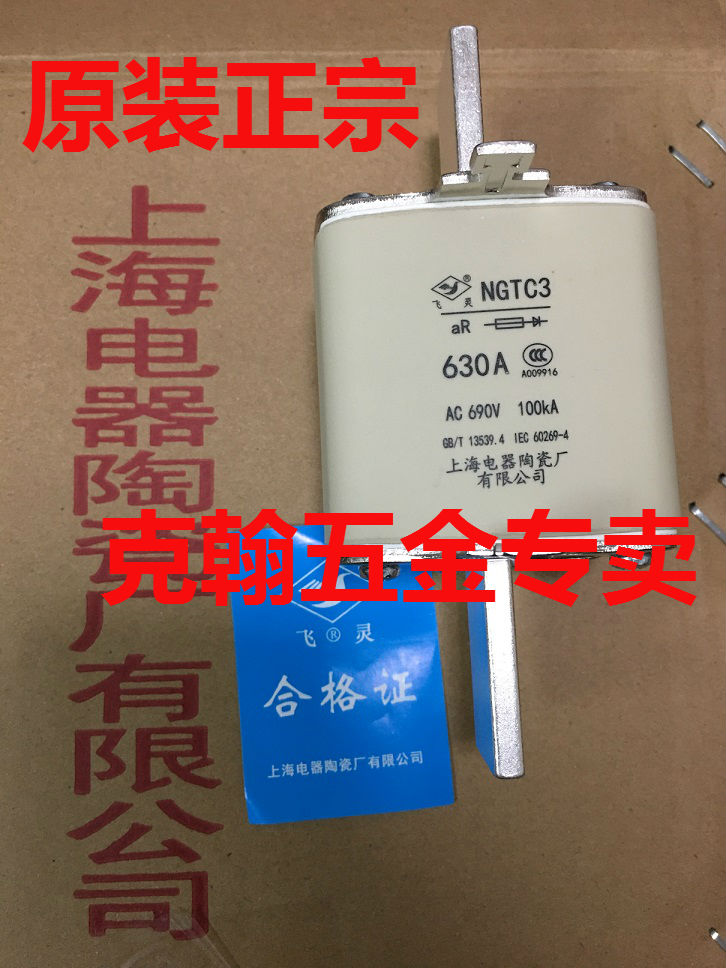 原装正宗
上海电器陶瓷厂有限公司
飞®灵
NGTC3
aR
630A
CCC
A009916
AC 690V 100kA
GB/T 13539.4 IEC 60269-4
上海电器陶瓷厂
有限公司
克翰五金专卖
飞®灵
合格证
上海电器陶瓷厂有限公司